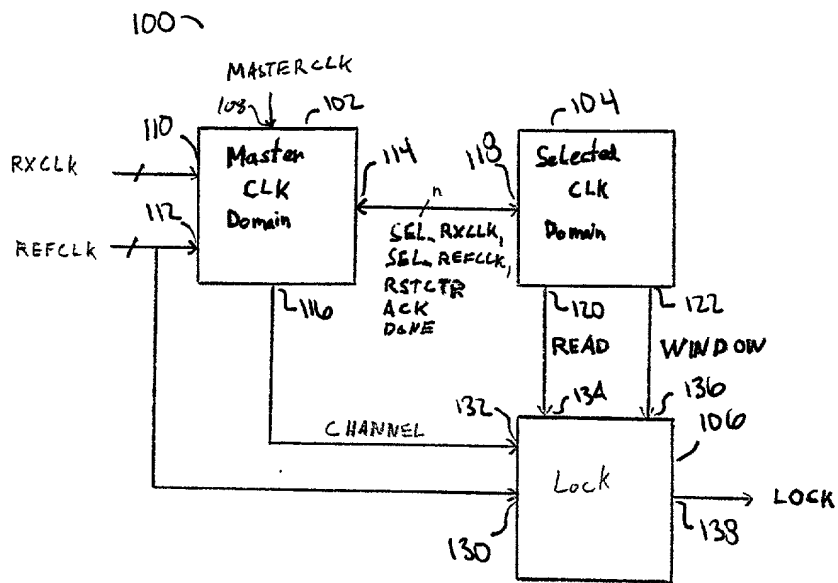 100
MASTERCLK
108
102
104
110
Master
CLK
Domain
114
118
Selected
CLK
Domain
RXCLK
n
112
REFCLK
SEL_RXCLK,
SEL_REFCLK,
RSTCTR
ACK
DONE
116
120
122
READ
WINDOW
134
136
132
106
CHANNEL
Lock
LOCK
130
138